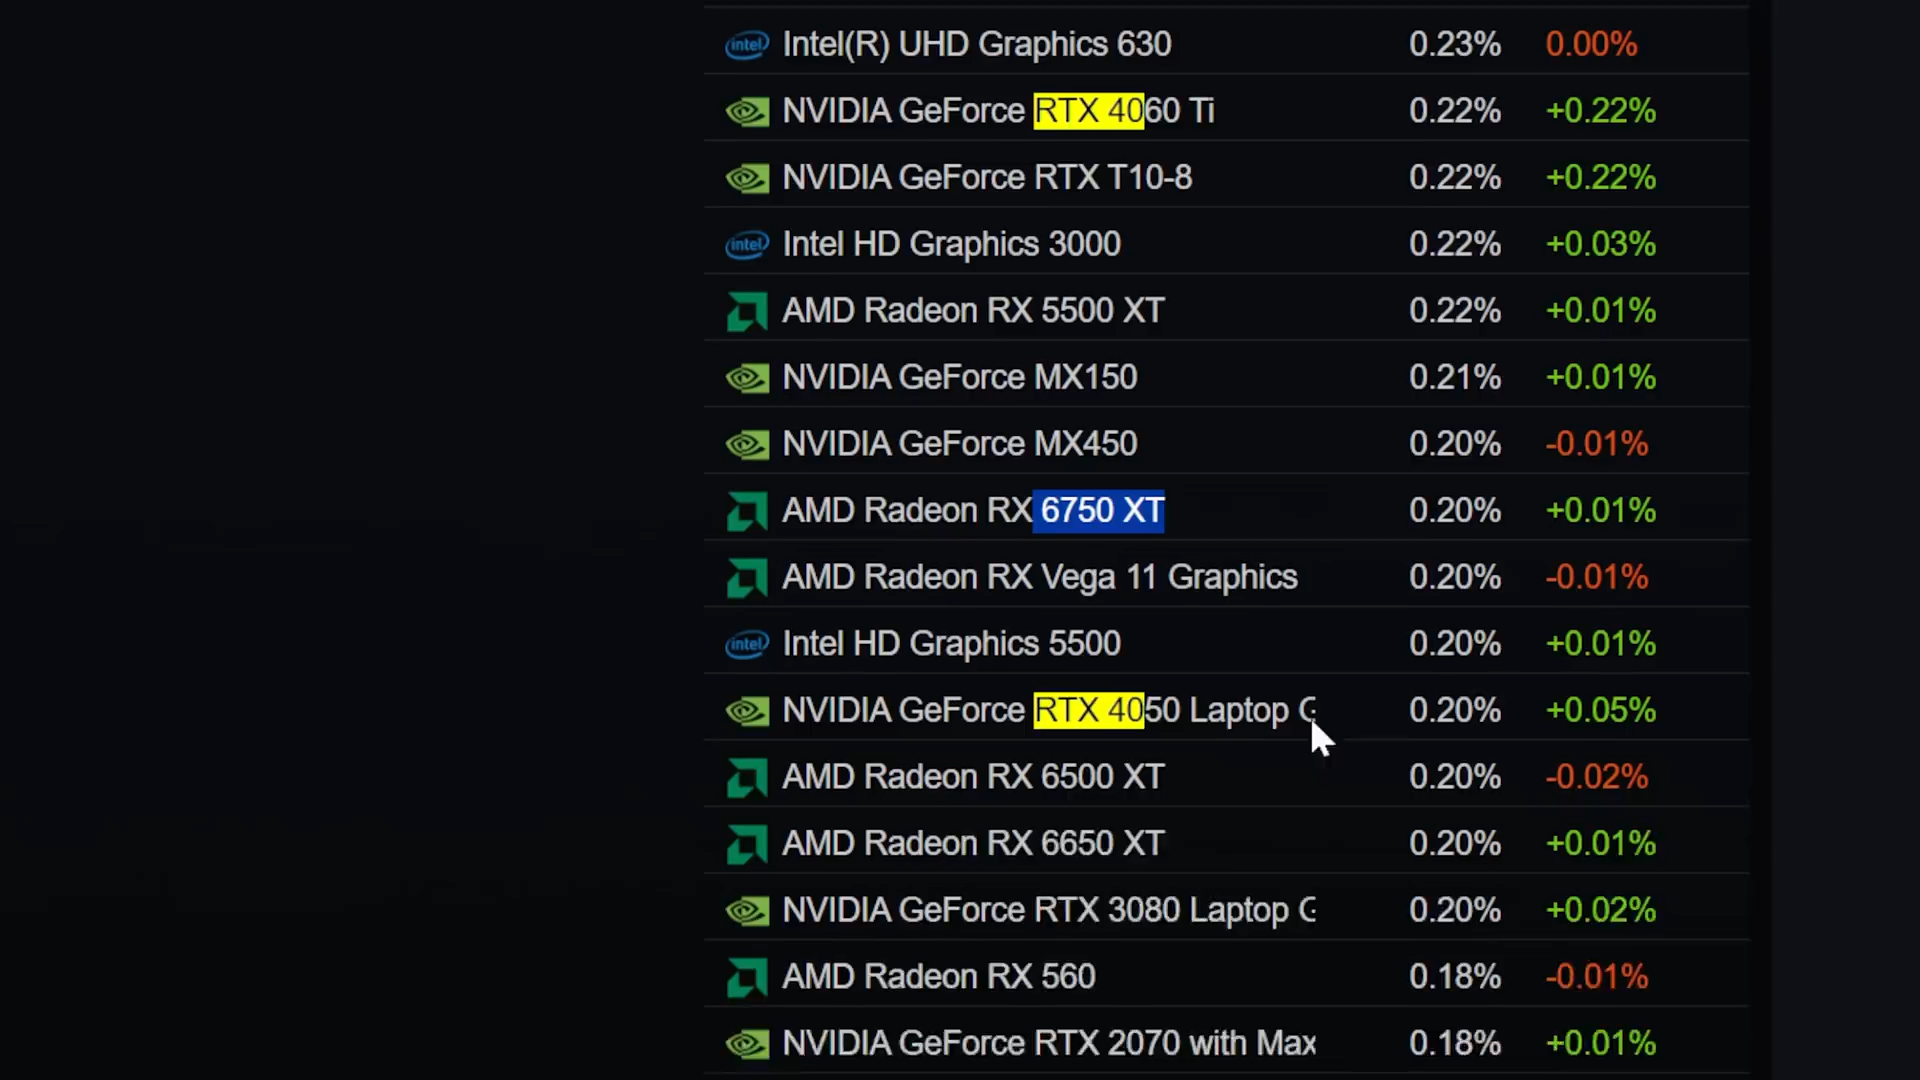 intel Intel(R) UHD Graphics 630 0.23% 0.00%
NVIDIA GeForce RTX 4060 Ti 0.22% +0.22%
NVIDIA GeForce RTX T10-8 0.22% +0.22%
intel Intel HD Graphics 3000 0.22% +0.03%
AMD Radeon RX 5500 XT 0.22% +0.01%
NVIDIA GeForce MX150 0.21% +0.01%
NVIDIA GeForce MX450 0.20% -0.01%
AMD Radeon RX 6750 XT 0.20% +0.01%
AMD Radeon RX Vega 11 Graphics 0.20% -0.01%
intel Intel HD Graphics 5500 0.20% +0.01%
NVIDIA GeForce RTX 4050 Laptop G 0.20% +0.05%
AMD Radeon RX 6500 XT 0.20% -0.02%
AMD Radeon RX 6650 XT 0.20% +0.01%
NVIDIA GeForce RTX 3080 Laptop G 0.20% +0.02%
AMD Radeon RX 560 0.18% -0.01%
NVIDIA GeForce RTX 2070 with Max 0.18% +0.01%